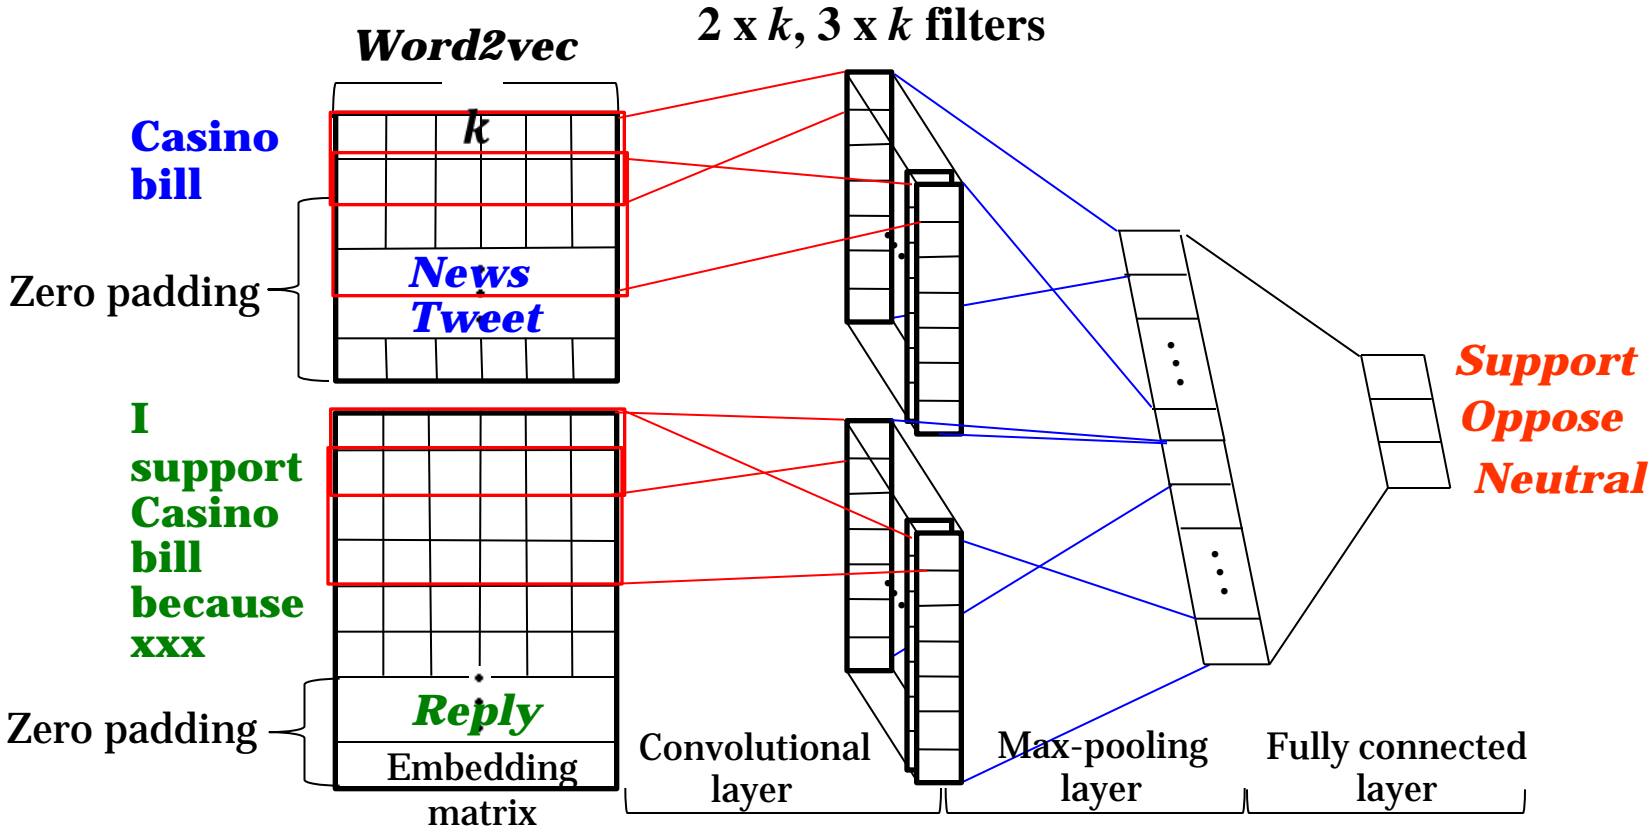 2 x k, 3 x k filters
Word2vec
k
Casino
bill
News
Tweet
Zero padding
I
support
Casino
bill
because
xxx
Reply
Zero padding
Embedding
matrix
Convolutional
layer
Max-pooling
layer
Fully connected
layer
Support
Oppose
Neutral